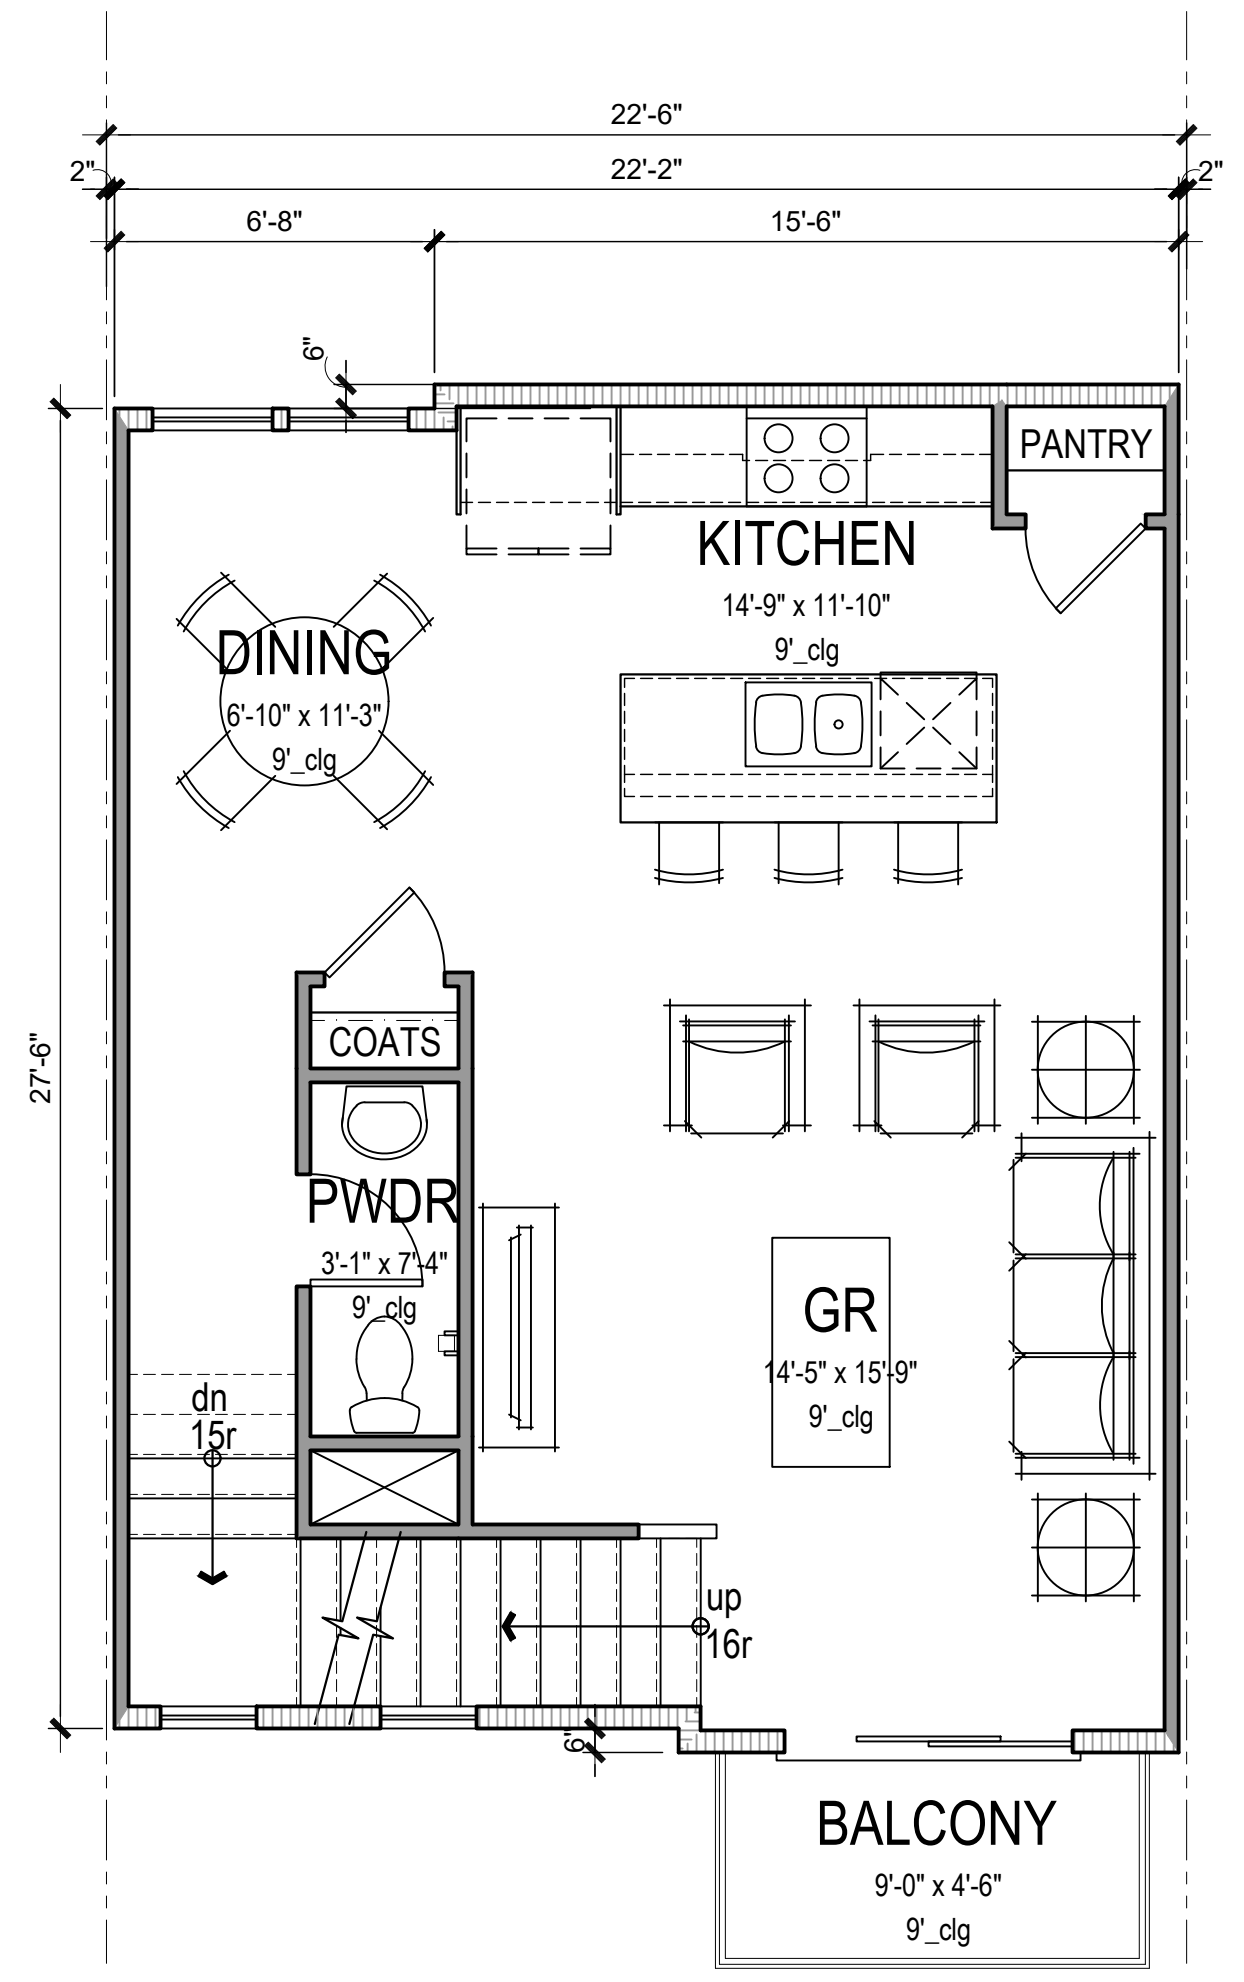 22'-6"
2"
22'-2"
2"
6'-8"
15'-6"
6"
PANTRY
KITCHEN
14'-9" x 11'-10"
9'_clg
DINING
6'-10" x 11'-3"
9'_clg
27'-6"
COATS
PWDR
3'-1" x 7'-4"
9'_clg
GR
14'-5" x 15'-9"
9'_clg
dn
15r
up
16r
6"
BALCONY
9'-0" x 4'-6"
9'_clg